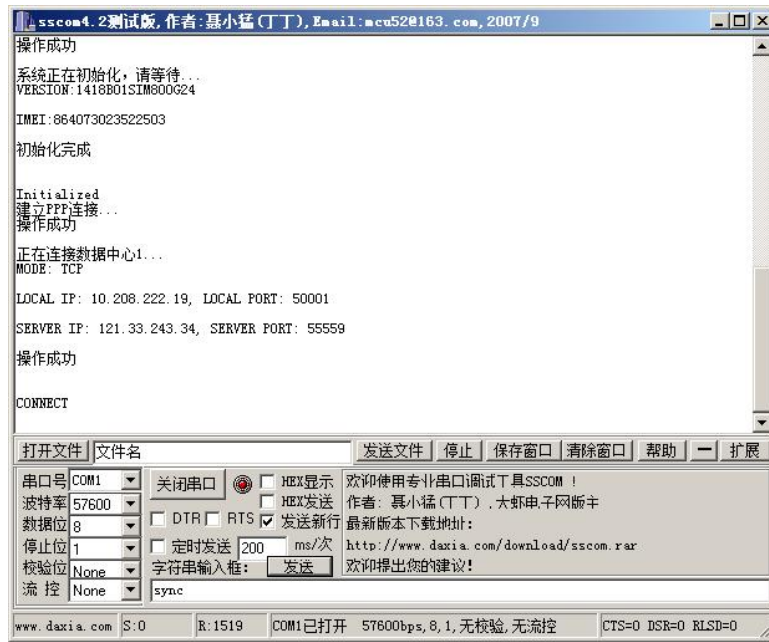 sscom4.2测试版,作者:聂小猛(丁丁),Email:mcu52@163.com,2007/9
操作成功
系统正在初始化，请等待...
VERSION:1418B01SIM800G24
IMEI:864073023522503
初始化完成
Initialized
建立PPP连接...
操作成功
正在连接数据中心1...
MODE: TCP
LOCAL IP: 10.208.222.19, LOCAL PORT: 50001
SERVER IP: 121.33.243.34, SERVER PORT: 55559
操作成功
CONNECT
打开文件 文件名 发送文件 停止 保存窗口 清除窗口 帮助 一 扩展
串口号 COM1 关闭串口 HEX显示
波特率 57600 HEX发送
数据位 8 DTR RTS 发送新行
停止位 1 定时发送 200 ms/次
校验位 None 字符串输入框: 发送
流 控 None sync
欢迎使用专业串口调试工具SSCOM !
作者: 聂小猛(丁丁),大虾电子网版主
最新版本下载地址:
http://www.daxia.com/download/sscom.rar
欢迎提出您的建议!
www.daxia.com S:0 R:1519 COM1已打开 57600bps,8,1,无校验,无流控 CTS=0 DSR=0 RLSD=0